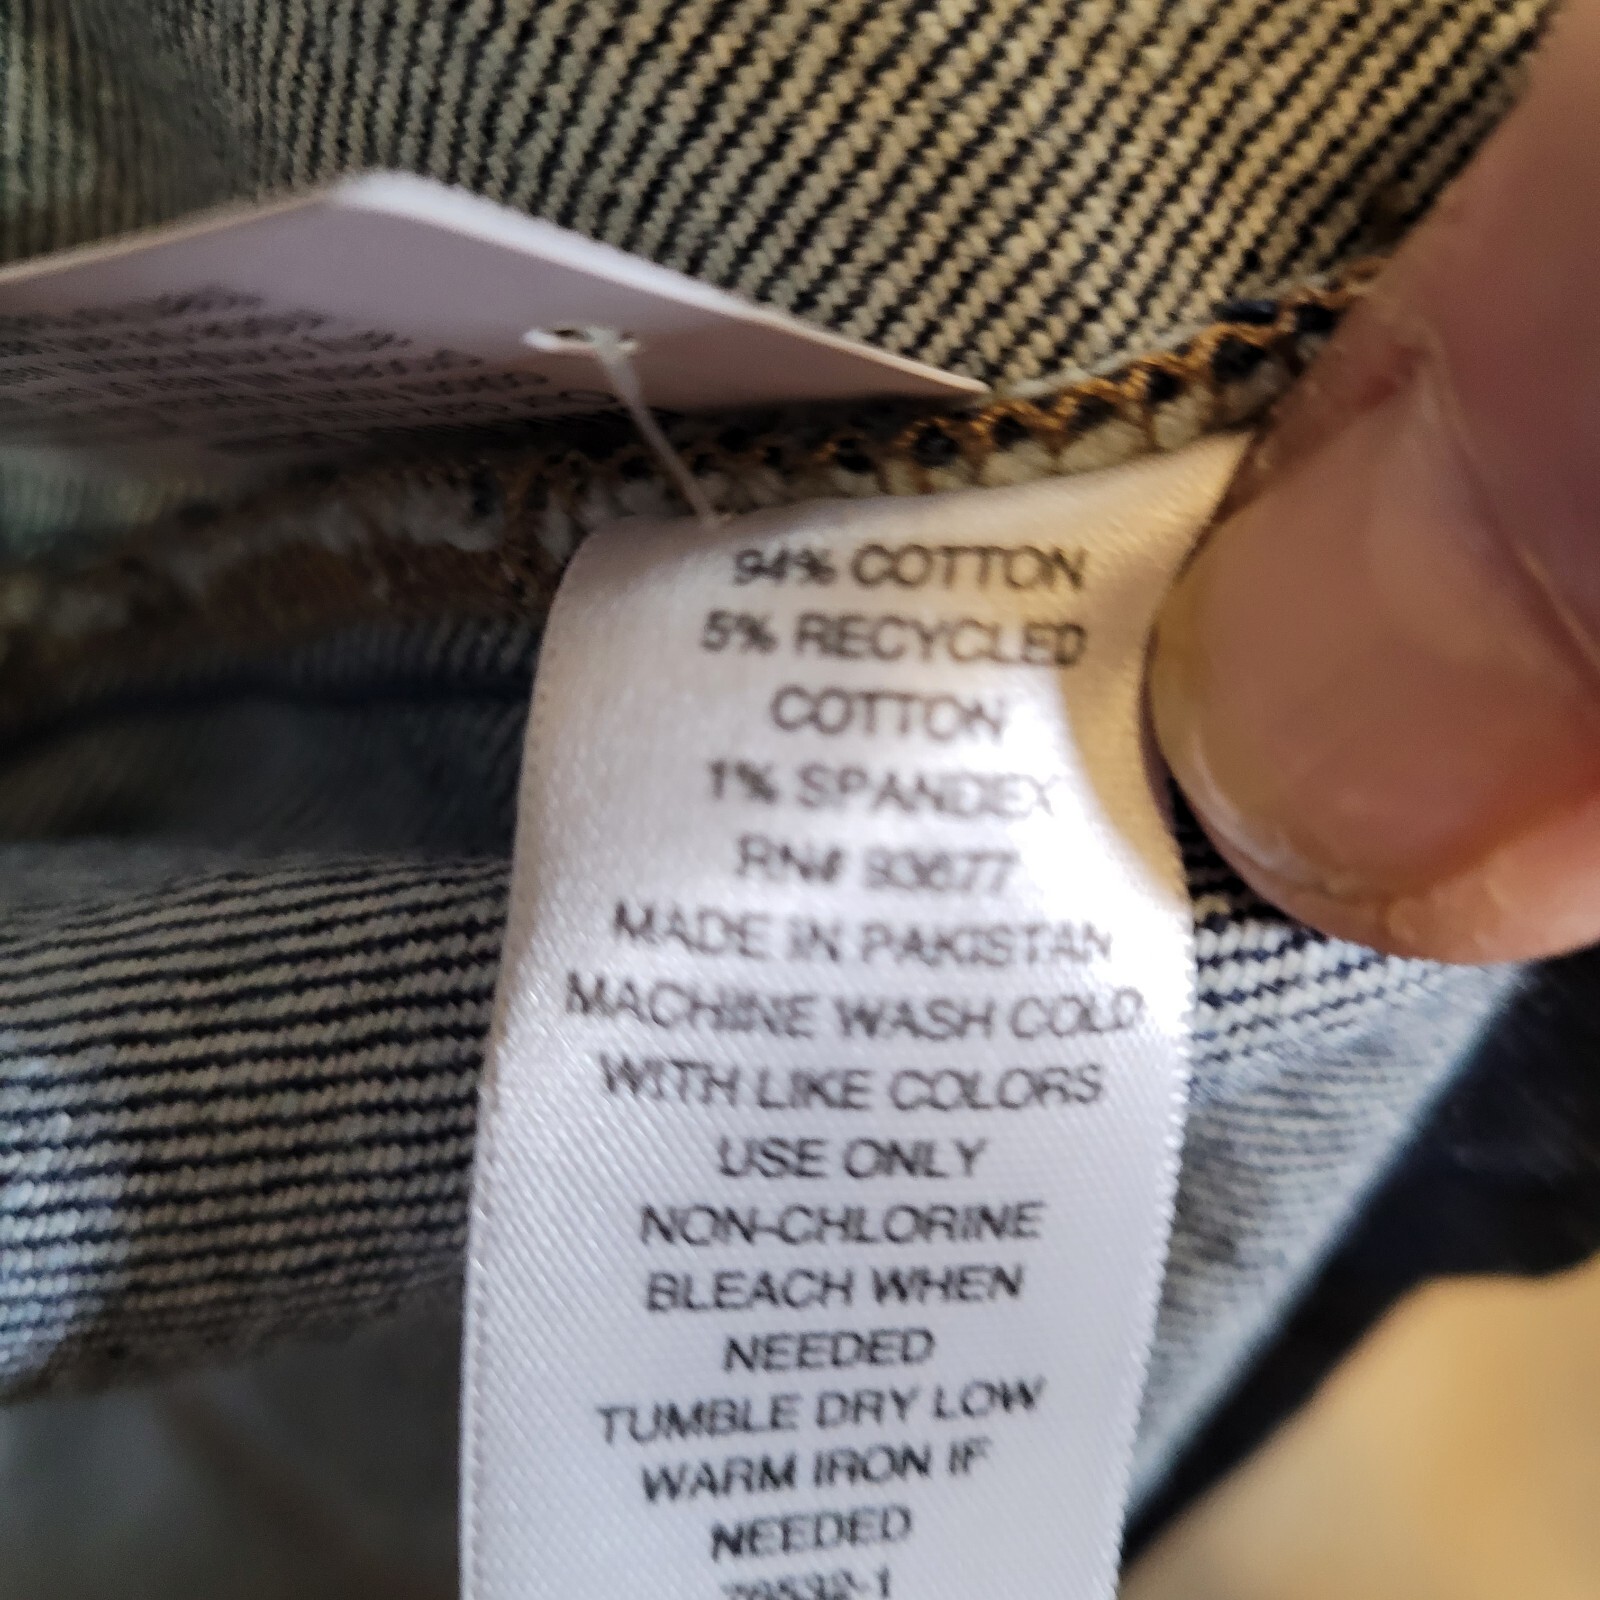 94% COTTON
5% RECYCLED
COTTON
1% SPANDEX
RN# 93677
MADE IN PAKISTAN
MACHINE WASH COLD
WITH LIKE COLORS
USE ONLY
NON-CHLORINE
BLEACH WHEN
NEEDED
TUMBLE DRY LOW
WARM IRON IF
NEEDED